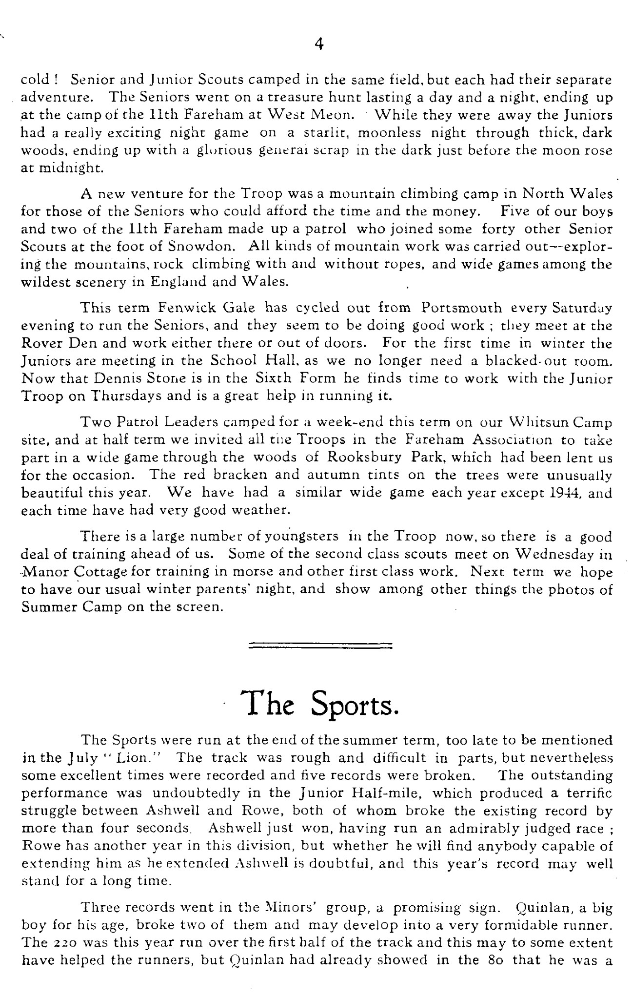 4
cold ! Senior and Junior Scouts camped in the same field, but each had their separate
adventure. The Seniors went on a treasure hunt lasting a day and a night, ending up
at the camp of the 11th Fareham at West Meon. While they were away the Juniors
had a really exciting night game on a starlit, moonless night through thick, dark
woods, ending up with a glorious general scrap in the dark just before the moon rose
at midnight.
A new venture for the Troop was a mountain climbing camp in North Wales
for those of the Seniors who could afford the time and the money. Five of our boys
and two of the 11th Fareham made up a patrol who joined some forty other Senior
Scouts at the foot of Snowdon. All kinds of mountain work was carried out--explor-
ing the mountains, rock climbing with and without ropes, and wide games among the
wildest scenery in England and Wales.
This term Fenwick Gale has cycled out from Portsmouth every Saturday
evening to run the Seniors, and they seem to be doing good work ; they meet at the
Rover Den and work either there or out of doors. For the first time in winter the
Juniors are meeting in the School Hall, as we no longer need a blacked-out room.
Now that Dennis Stone is in the Sixth Form he finds time to work with the Junior
Troop on Thursdays and is a great help in running it.
Two Patrol Leaders camped for a week-end this term on our Whitsun Camp
site, and at half term we invited all the Troops in the Fareham Association to take
part in a wide game through the woods of Rooksbury Park, which had been lent us
for the occasion. The red bracken and autumn tints on the trees were unusually
beautiful this year. We have had a similar wide game each year except 1944, and
each time have had very good weather.
There is a large number of youngsters in the Troop now, so there is a good
deal of training ahead of us. Some of the second class scouts meet on Wednesday in
Manor Cottage for training in morse and other first class work. Next term we hope
to have our usual winter parents' night, and show among other things the photos of
Summer Camp on the screen.
The Sports.
The Sports were run at the end of the summer term, too late to be mentioned
in the July " Lion." The track was rough and difficult in parts, but nevertheless
some excellent times were recorded and five records were broken. The outstanding
performance was undoubtedly in the Junior Half-mile, which produced a terrific
struggle between Ashwell and Rowe, both of whom broke the existing record by
more than four seconds. Ashwell just won, having run an admirably judged race ;
Rowe has another year in this division, but whether he will find anybody capable of
extending him as he extended Ashwell is doubtful, and this year's record may well
stand for a long time.
Three records went in the Minors' group, a promising sign. Quinlan, a big
boy for his age, broke two of them and may develop into a very formidable runner.
The 220 was this year run over the first half of the track and this may to some extent
have helped the runners, but Quinlan had already showed in the 80 that he was a